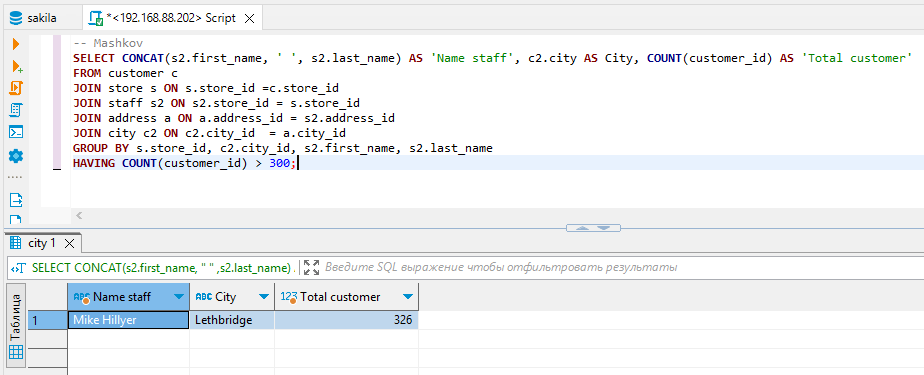 sakila
*<192.168.88.202> Script
-- Mashkov
SELECT CONCAT(s2.first_name, ' ', s2.last_name) AS 'Name staff', c2.city AS City, COUNT(customer_id) AS 'Total customer'
FROM customer c
JOIN store s ON s.store_id =c.store_id
JOIN staff s2 ON s2.store_id = s.store_id
JOIN address a ON a.address_id = s2.address_id
JOIN city c2 ON c2.city_id  = a.city_id
GROUP BY s.store_id, c2.city_id, s2.first_name, s2.last_name
HAVING COUNT(customer_id) > 300;
city 1
SELECT CONCAT(s2.first_name, " ",s2.last_name) .
Введите SQL выражение чтобы отфильтровать результаты
Таблица
ABC Name staff ABC City 123 Total customer
1 Mike Hillyer Lethbridge 326